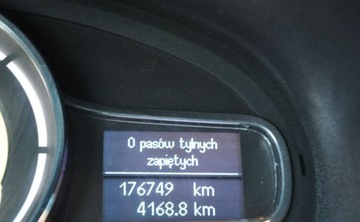 0 pasów tylnych
zapiętych
176749 km
4168.8 km